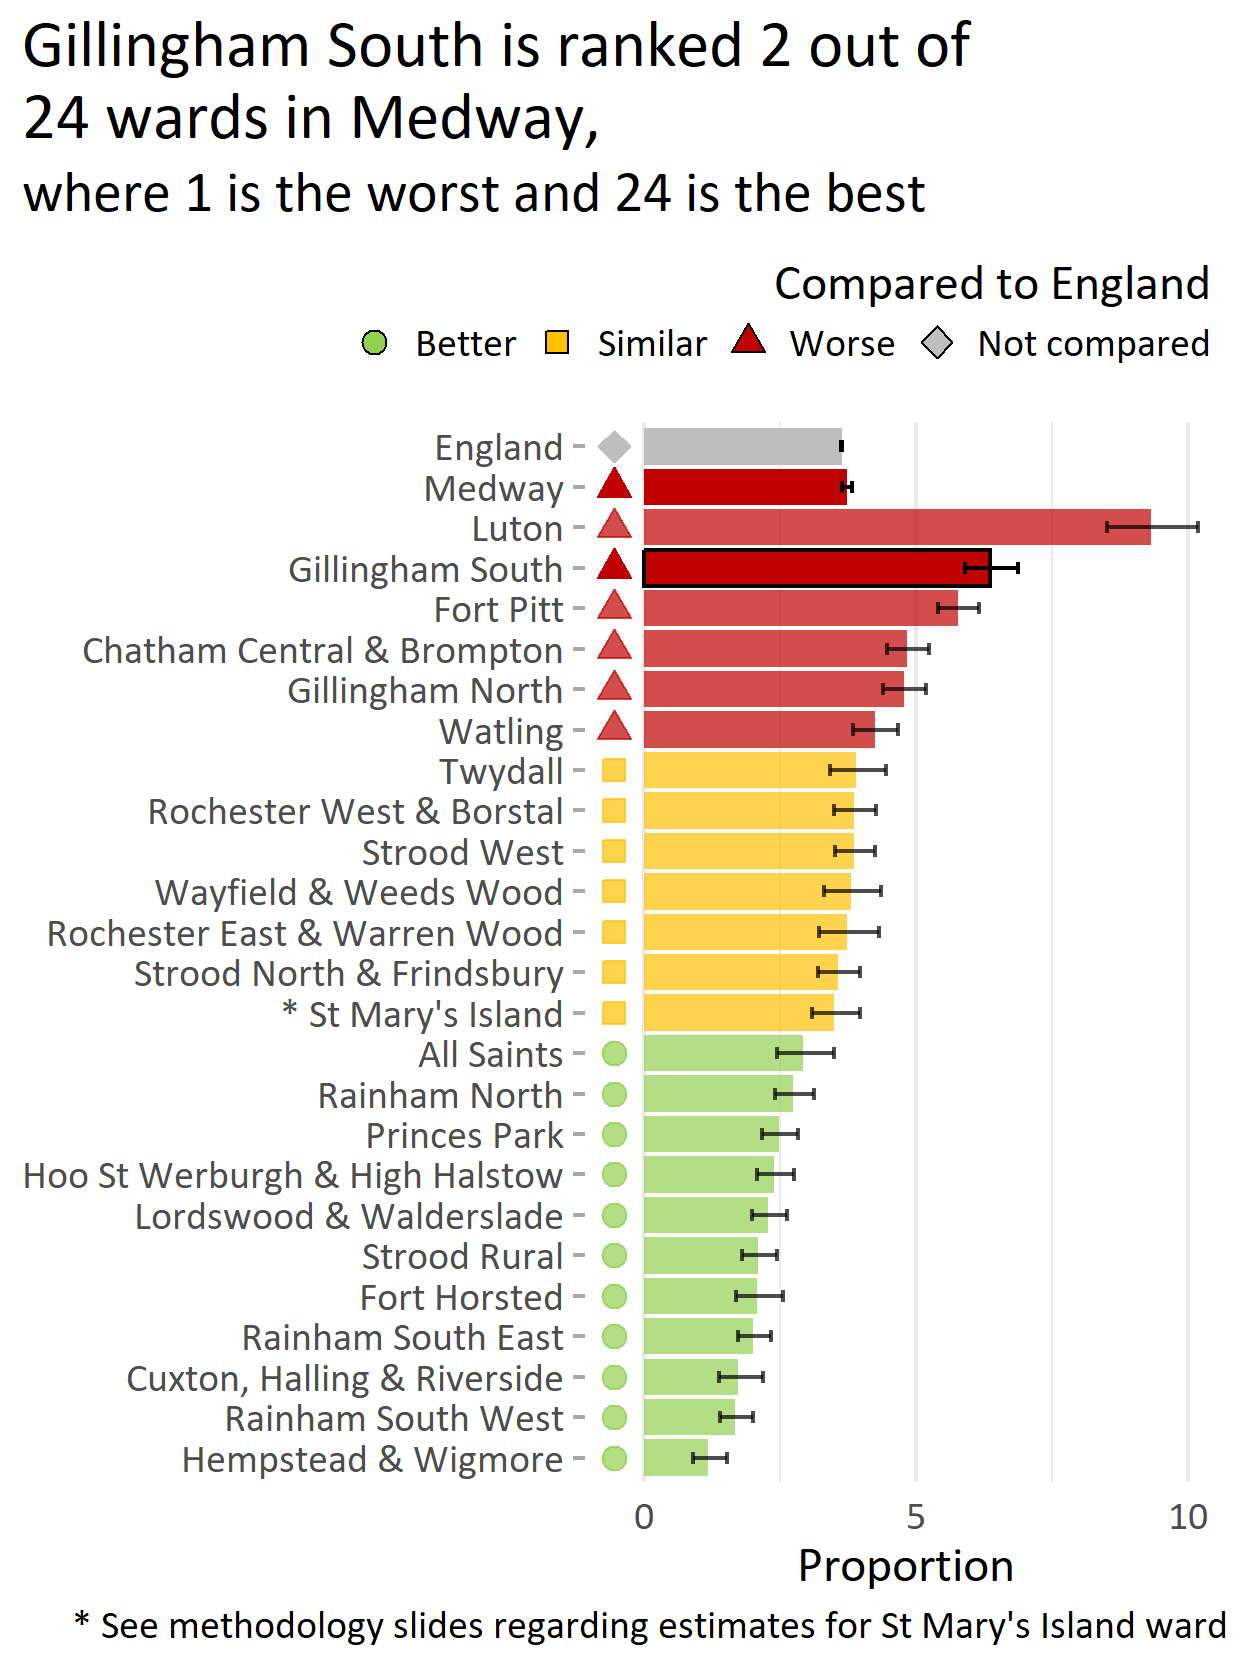 Gillingham South is ranked 2 out of
24 wards in Medway,
where 1 is the worst and 24 is the best
Compared to England
Better Similar Worse Not compared
England
Medway
Luton
Gillingham South
Fort Pitt
Chatham Central & Brompton
Gillingham North
Watling
Twydall
Rochester West & Borstal
Strood West
Wayfield & Weeds Wood
Rochester East & Warren Wood
Strood North & Frindsbury
* St Mary's Island
All Saints
Rainham North
Princes Park
Hoo St Werburgh & High Halstow
Lordswood & Walderslade
Strood Rural
Fort Horsted
Rainham South East
Cuxton, Halling & Riverside
Rainham South West
Hempstead & Wigmore
0 5 10
Proportion
* See methodology slides regarding estimates for St Mary's Island ward